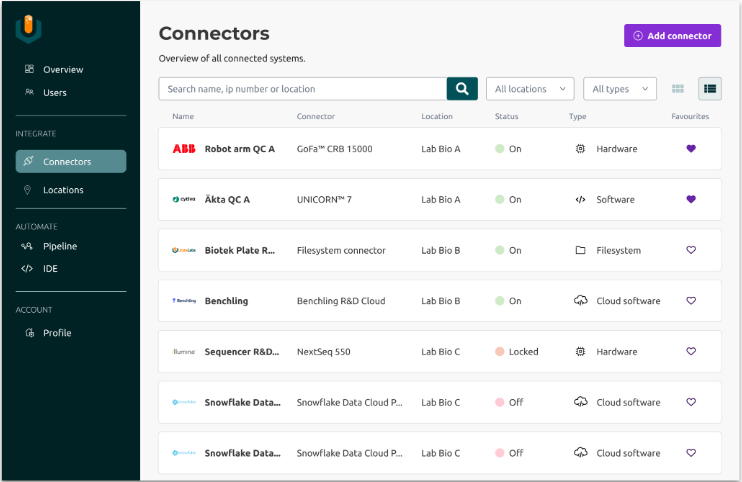 Connectors
Add connector
Overview of all connected systems.
Overview
Users
Search name, ip number or location
All locations
All types
INTEGRATE
Connectors
Locations
AUTOMATE
Pipeline
IDE
ACCOUNT
Profile
Name Connector Location Status Type Favourites
ABB Robot arm QC A GoFa™ CRB 15000 Lab Bio A On Hardware
cytiva Äkta QC A UNICORN™ 7 Lab Bio A On </> Software
Biotek Plate R... Filesystem connector Lab Bio B On Filesystem
Benchling Benchling Benchling R&D Cloud Lab Bio B On Cloud software
illumina Sequencer R&D... NextSeq 550 Lab Bio C Locked Hardware
snowflake Snowflake Data... Snowflake Data Cloud P... Lab Bio C Off Cloud software
snowflake Snowflake Data... Snowflake Data Cloud P... Lab Bio C Off Cloud software